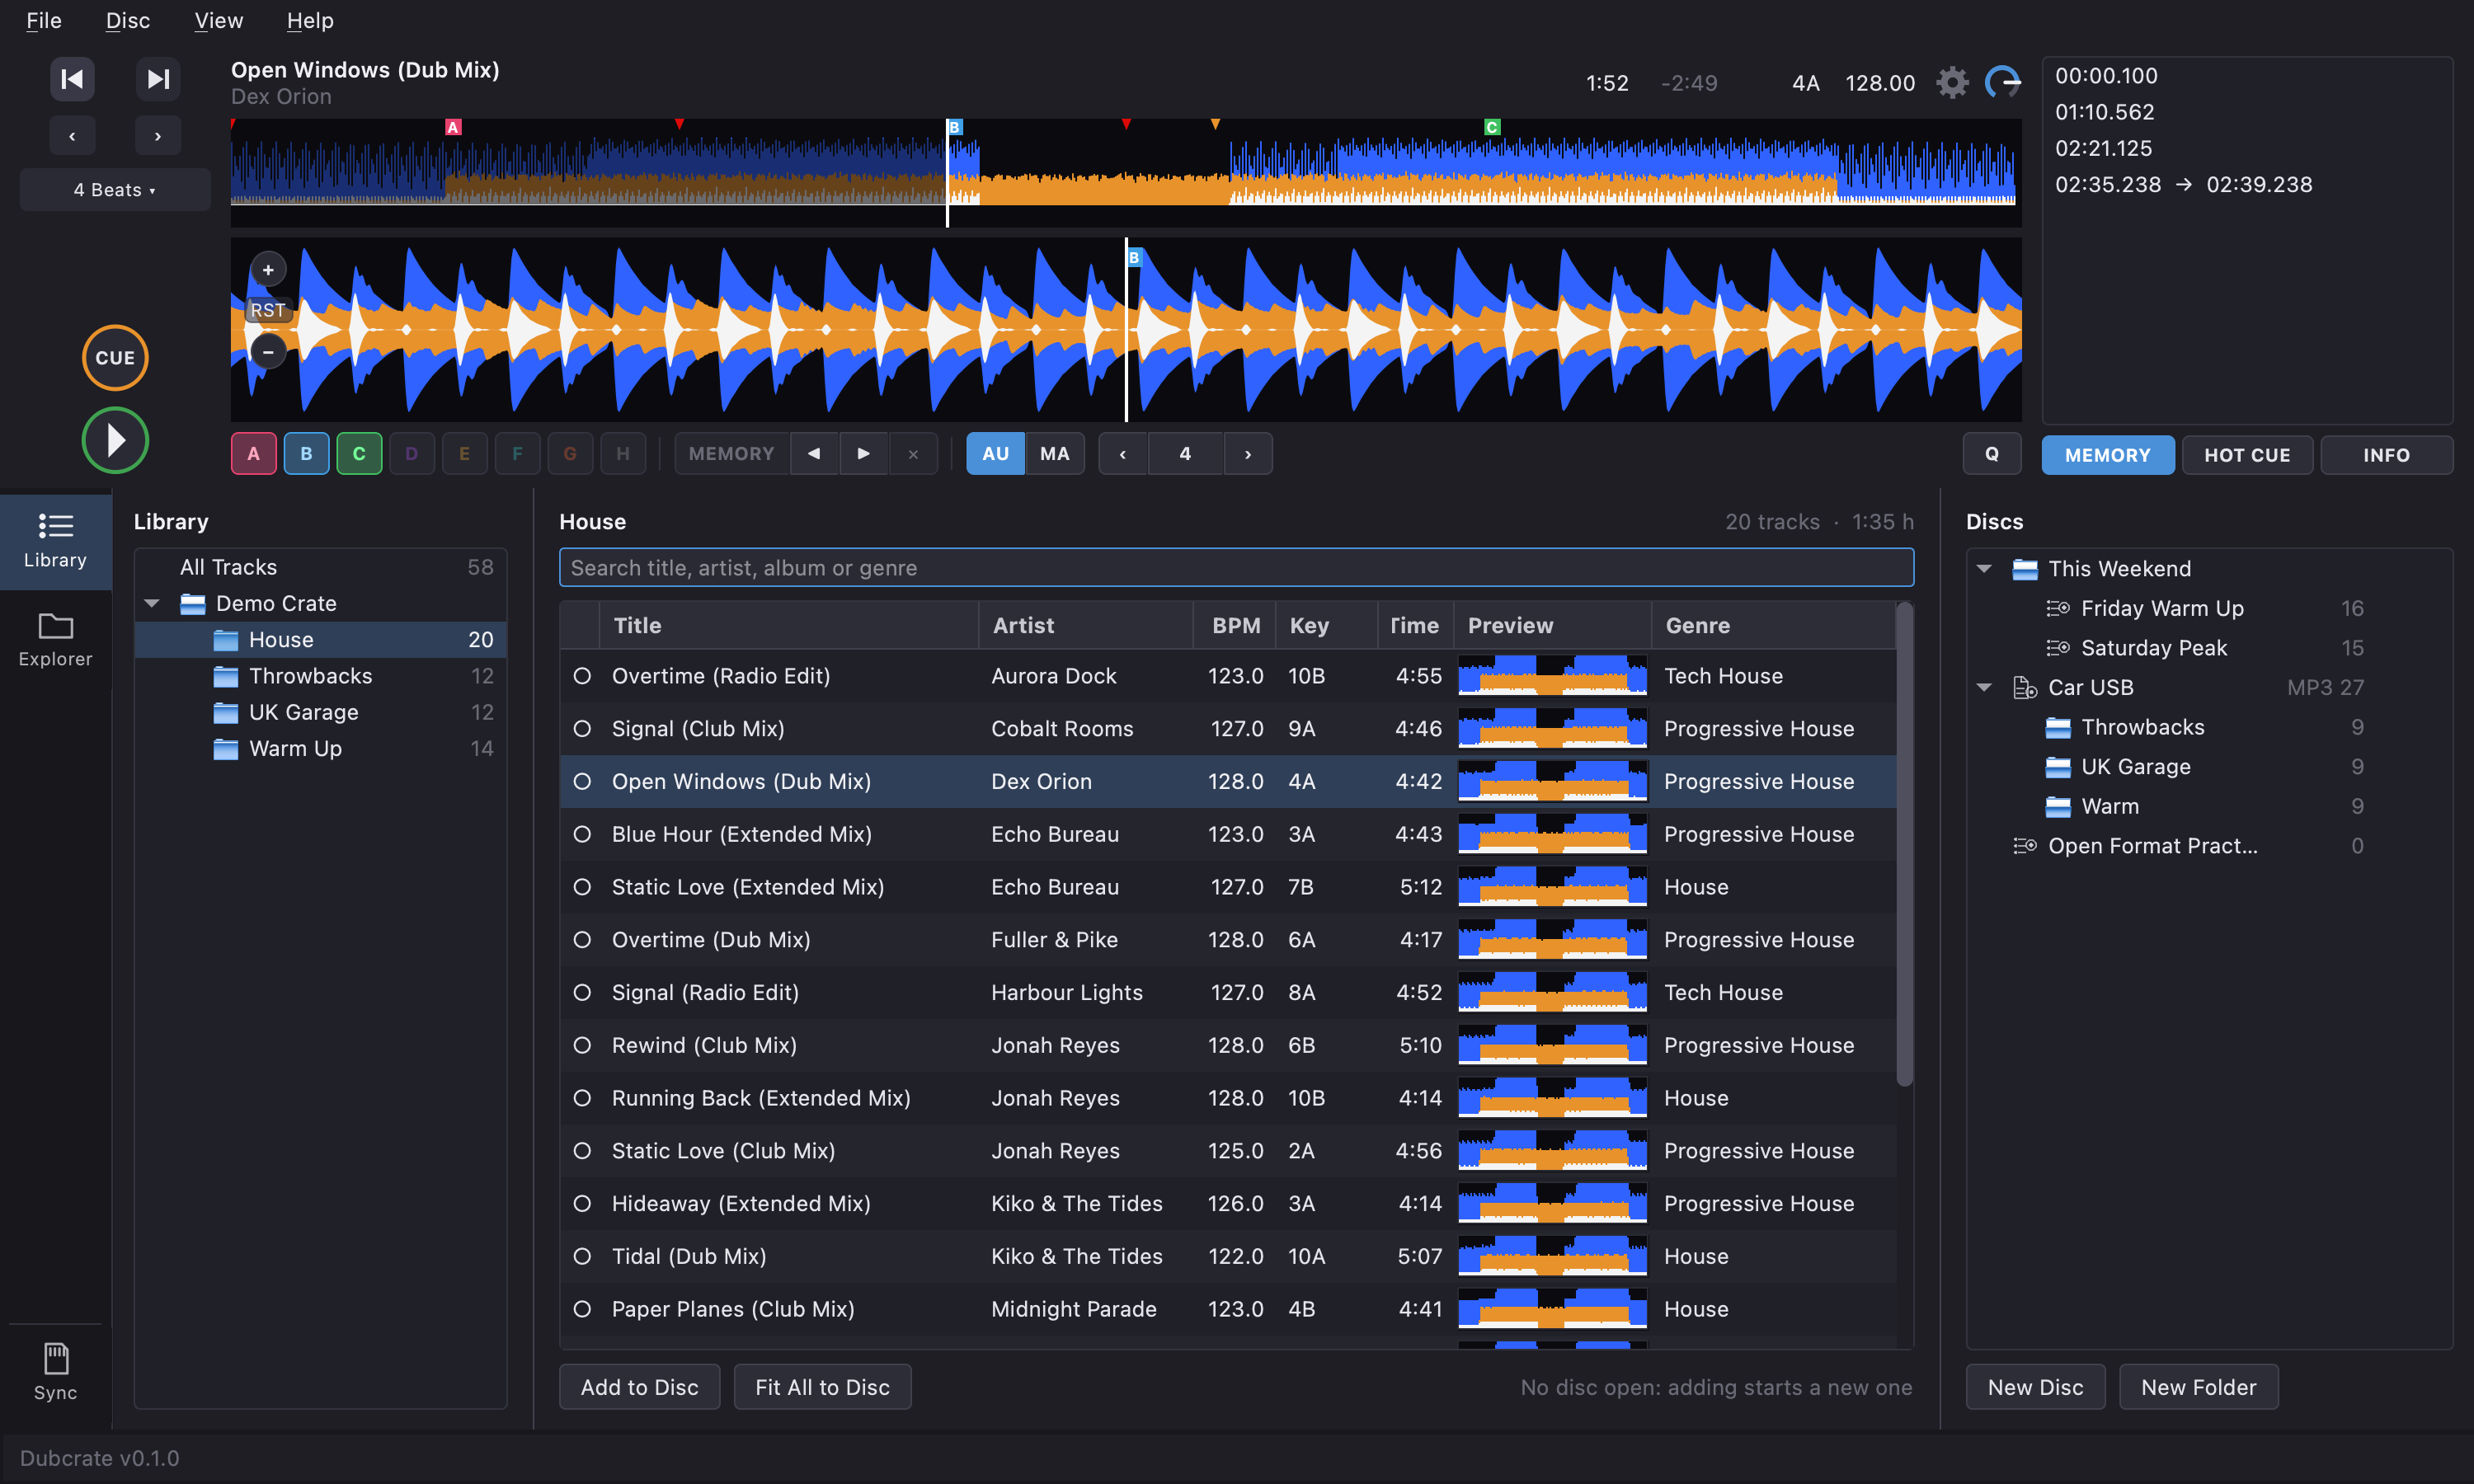 File Disc View Help
Open Windows (Dub Mix)
Dex Orion
1:52 -2:49 4A 128.00
00:00.100
01:10.562
02:21.125
02:35.238 → 02:39.238
‹ ›
4 Beats ▾
A B C
+
RST
−
B
CUE
A B C D E F G H MEMORY ◀ ▶ × AU MA ‹ 4 › Q MEMORY HOT CUE INFO
Library
Explorer
Sync
Library
All Tracks 58
Demo Crate
House 20
Throwbacks 12
UK Garage 12
Warm Up 14
House 20 tracks · 1:35 h
Search title, artist, album or genre
Title Artist BPM Key Time Preview Genre
Overtime (Radio Edit) Aurora Dock 123.0 10B 4:55 Tech House
Signal (Club Mix) Cobalt Rooms 127.0 9A 4:46 Progressive House
Open Windows (Dub Mix) Dex Orion 128.0 4A 4:42 Progressive House
Blue Hour (Extended Mix) Echo Bureau 123.0 3A 4:43 Progressive House
Static Love (Extended Mix) Echo Bureau 127.0 7B 5:12 House
Overtime (Dub Mix) Fuller & Pike 128.0 6A 4:17 Progressive House
Signal (Radio Edit) Harbour Lights 127.0 8A 4:52 Tech House
Rewind (Club Mix) Jonah Reyes 128.0 6B 5:10 Progressive House
Running Back (Extended Mix) Jonah Reyes 128.0 10B 4:14 House
Static Love (Club Mix) Jonah Reyes 125.0 2A 4:56 Progressive House
Hideaway (Extended Mix) Kiko & The Tides 126.0 3A 4:14 Progressive House
Tidal (Dub Mix) Kiko & The Tides 122.0 10A 5:07 House
Paper Planes (Club Mix) Midnight Parade 123.0 4B 4:41 House
Add to Disc Fit All to Disc No disc open: adding starts a new one
Discs
This Weekend
Friday Warm Up 16
Saturday Peak 15
Car USB MP3 27
Throwbacks 9
UK Garage 9
Warm 9
Open Format Pract... 0
New Disc New Folder
Dubcrate v0.1.0